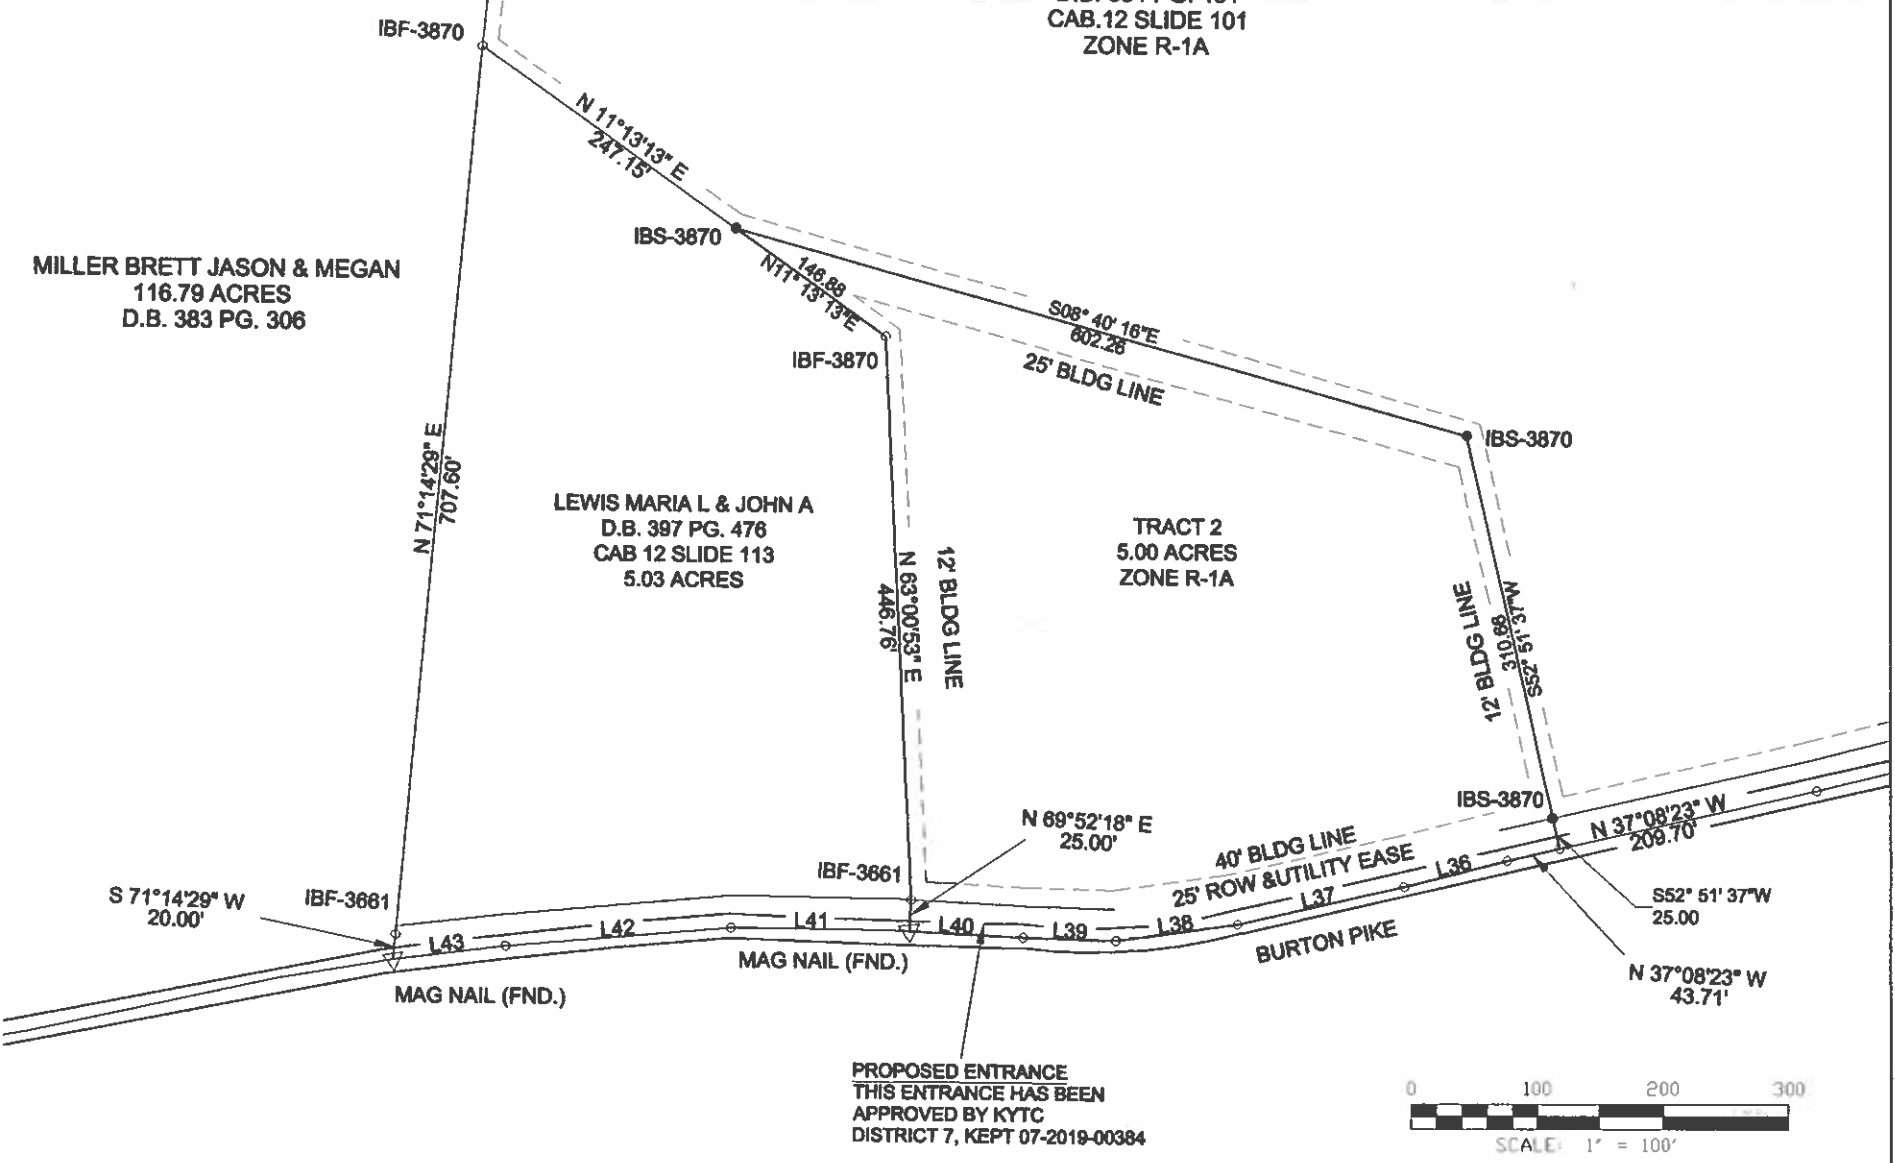 CAB.12 SLIDE 101
ZONE R-1A
IBF-3870
N 11°13'13" E
247.15'
IBS-3870
146.88
N11° 13' 13"E
IBF-3870
S08° 40' 16"E
602.26
25' BLDG LINE
IBS-3870
MILLER BRETT JASON & MEGAN
116.79 ACRES
D.B. 383 PG. 306
N 71°14'29" E
707.60'
LEWIS MARIA L & JOHN A
D.B. 397 PG. 476
CAB 12 SLIDE 113
5.03 ACRES
N 63°00'53" E
446.76'
12' BLDG LINE
TRACT 2
5.00 ACRES
ZONE R-1A
12' BLDG LINE
310.68
S52° 51' 37"W
IBS-3870
N 37°08'23" W
209.70'
N 69°52'18" E
25.00'
40' BLDG LINE
25' ROW &UTILITY EASE
IBF-3661
S 71°14'29" W
20.00'
IBF-3661
L43
L42
L41
L40
L39
L38
L37
L36
S52° 51' 37"W
25.00
BURTON PIKE
N 37°08'23" W
43.71'
MAG NAIL (FND.)
MAG NAIL (FND.)
PROPOSED ENTRANCE
THIS ENTRANCE HAS BEEN
APPROVED BY KYTC
DISTRICT 7, KEPT 07-2019-00384
0 100 200 300
SCALE: 1' = 100'